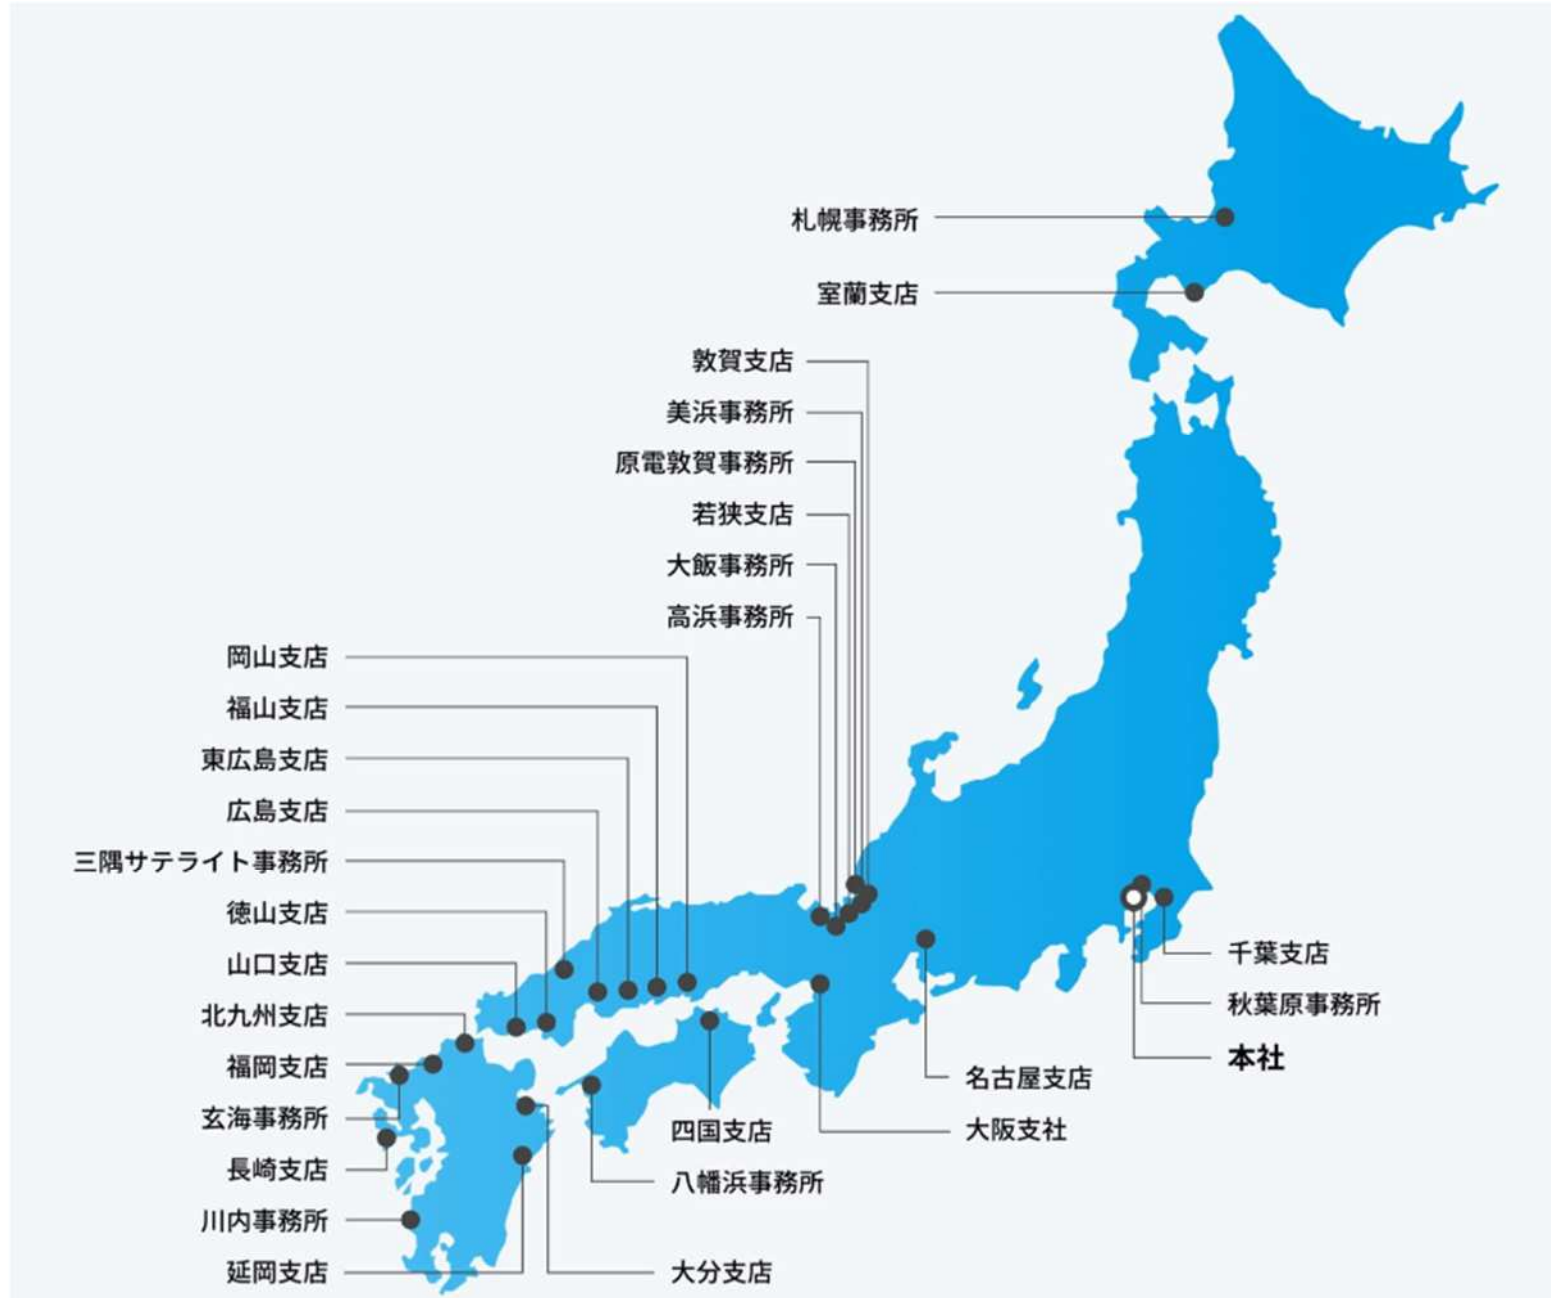 札幌事務所
室蘭支店
敦賀支店
美浜事務所
原電敦賀事務所
若狭支店
大飯事務所
高浜事務所
岡山支店
福山支店
東広島支店
広島支店
三隅サテライト事務所
徳山支店
山口支店
北九州支店
福岡支店
玄海事務所
長崎支店
川内事務所
延岡支店
千葉支店
秋葉原事務所
本社
名古屋支店
大阪支社
四国支店
八幡浜事務所
大分支店